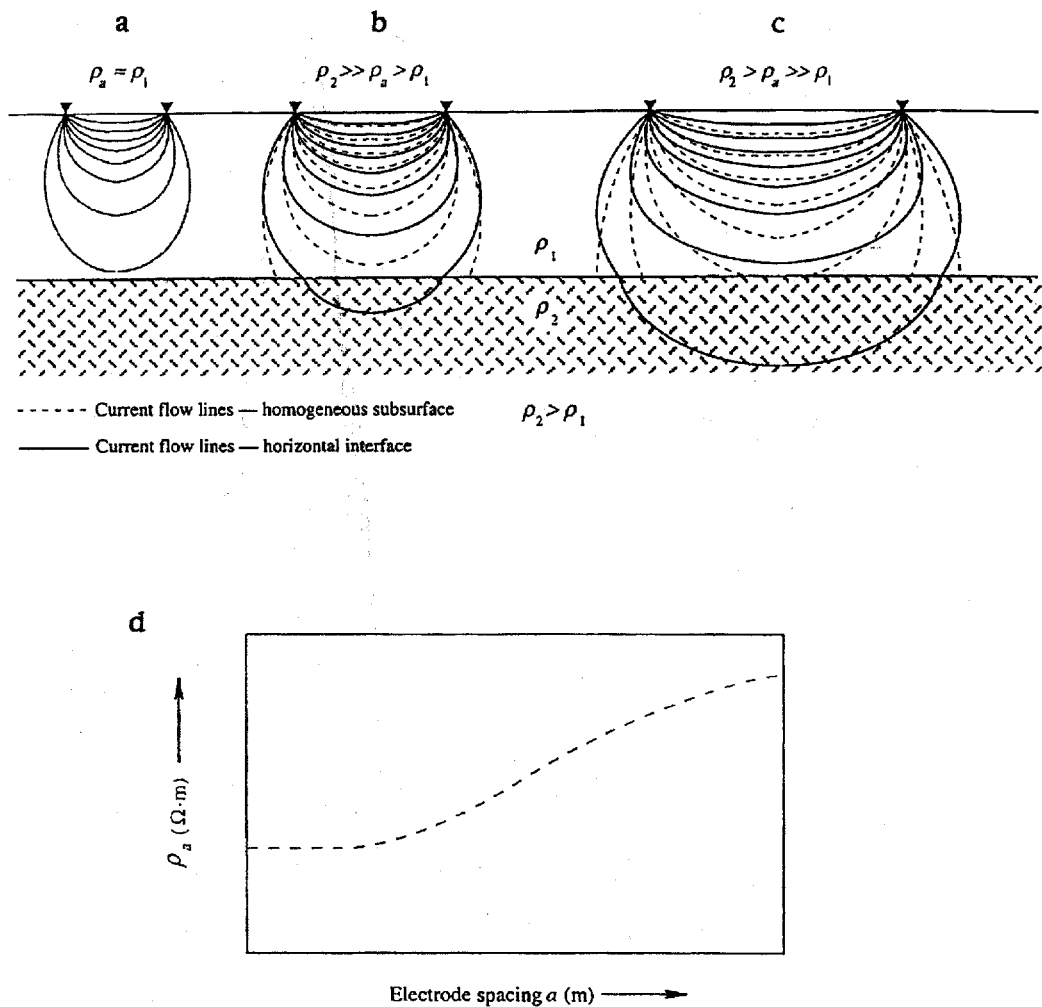 a b c
ρa = ρ1 ρ2 >> ρa > ρ1 ρ2 > ρa >> ρ1
ρ1
ρ2
Current flow lines — homogeneous subsurface ρ2 > ρ1
Current flow lines — horizontal interface
d
ρa (Ω·m)
Electrode spacing a (m)